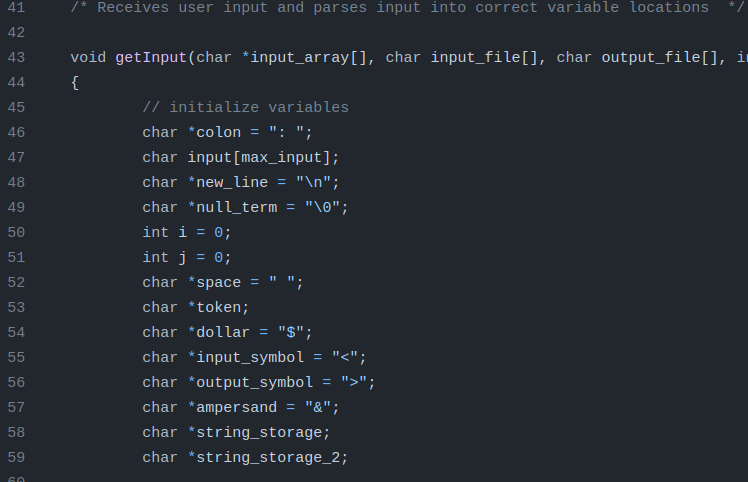 41 /* Receives user input and parses input into correct variable locations */
42
43 void getInput(char *input_array[], char input_file[], char output_file[],
44 {
45 // initialize variables
46 char *colon = ": ";
47 char input[max_input];
48 char *new_line = "\n";
49 char *null_term = "\0";
50 int i = 0;
51 int j = 0;
52 char *space = " ";
53 char *token;
54 char *dollar = "$";
55 char *input_symbol = "<";
56 char *output_symbol = ">";
57 char *ampersand = "&";
58 char *string_storage;
59 char *string_storage_2;
60